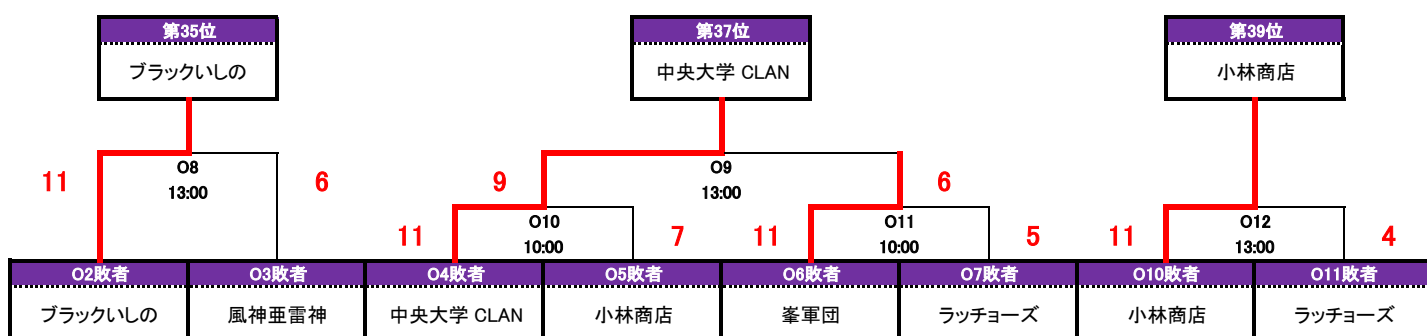 第35位
ブラックいしの
第37位
中央大学 CLAN
第39位
小林商店
11
O8
13:00
6
9
O9
13:00
6
11
O10
10:00
7
11
O11
10:00
5
11
O12
13:00
4
O2敗者
O3敗者
O4敗者
O5敗者
O6敗者
O7敗者
O10敗者
O11敗者
ブラックいしの
風神亜雷神
中央大学 CLAN
小林商店
峯軍団
ラッチョーズ
小林商店
ラッチョーズ